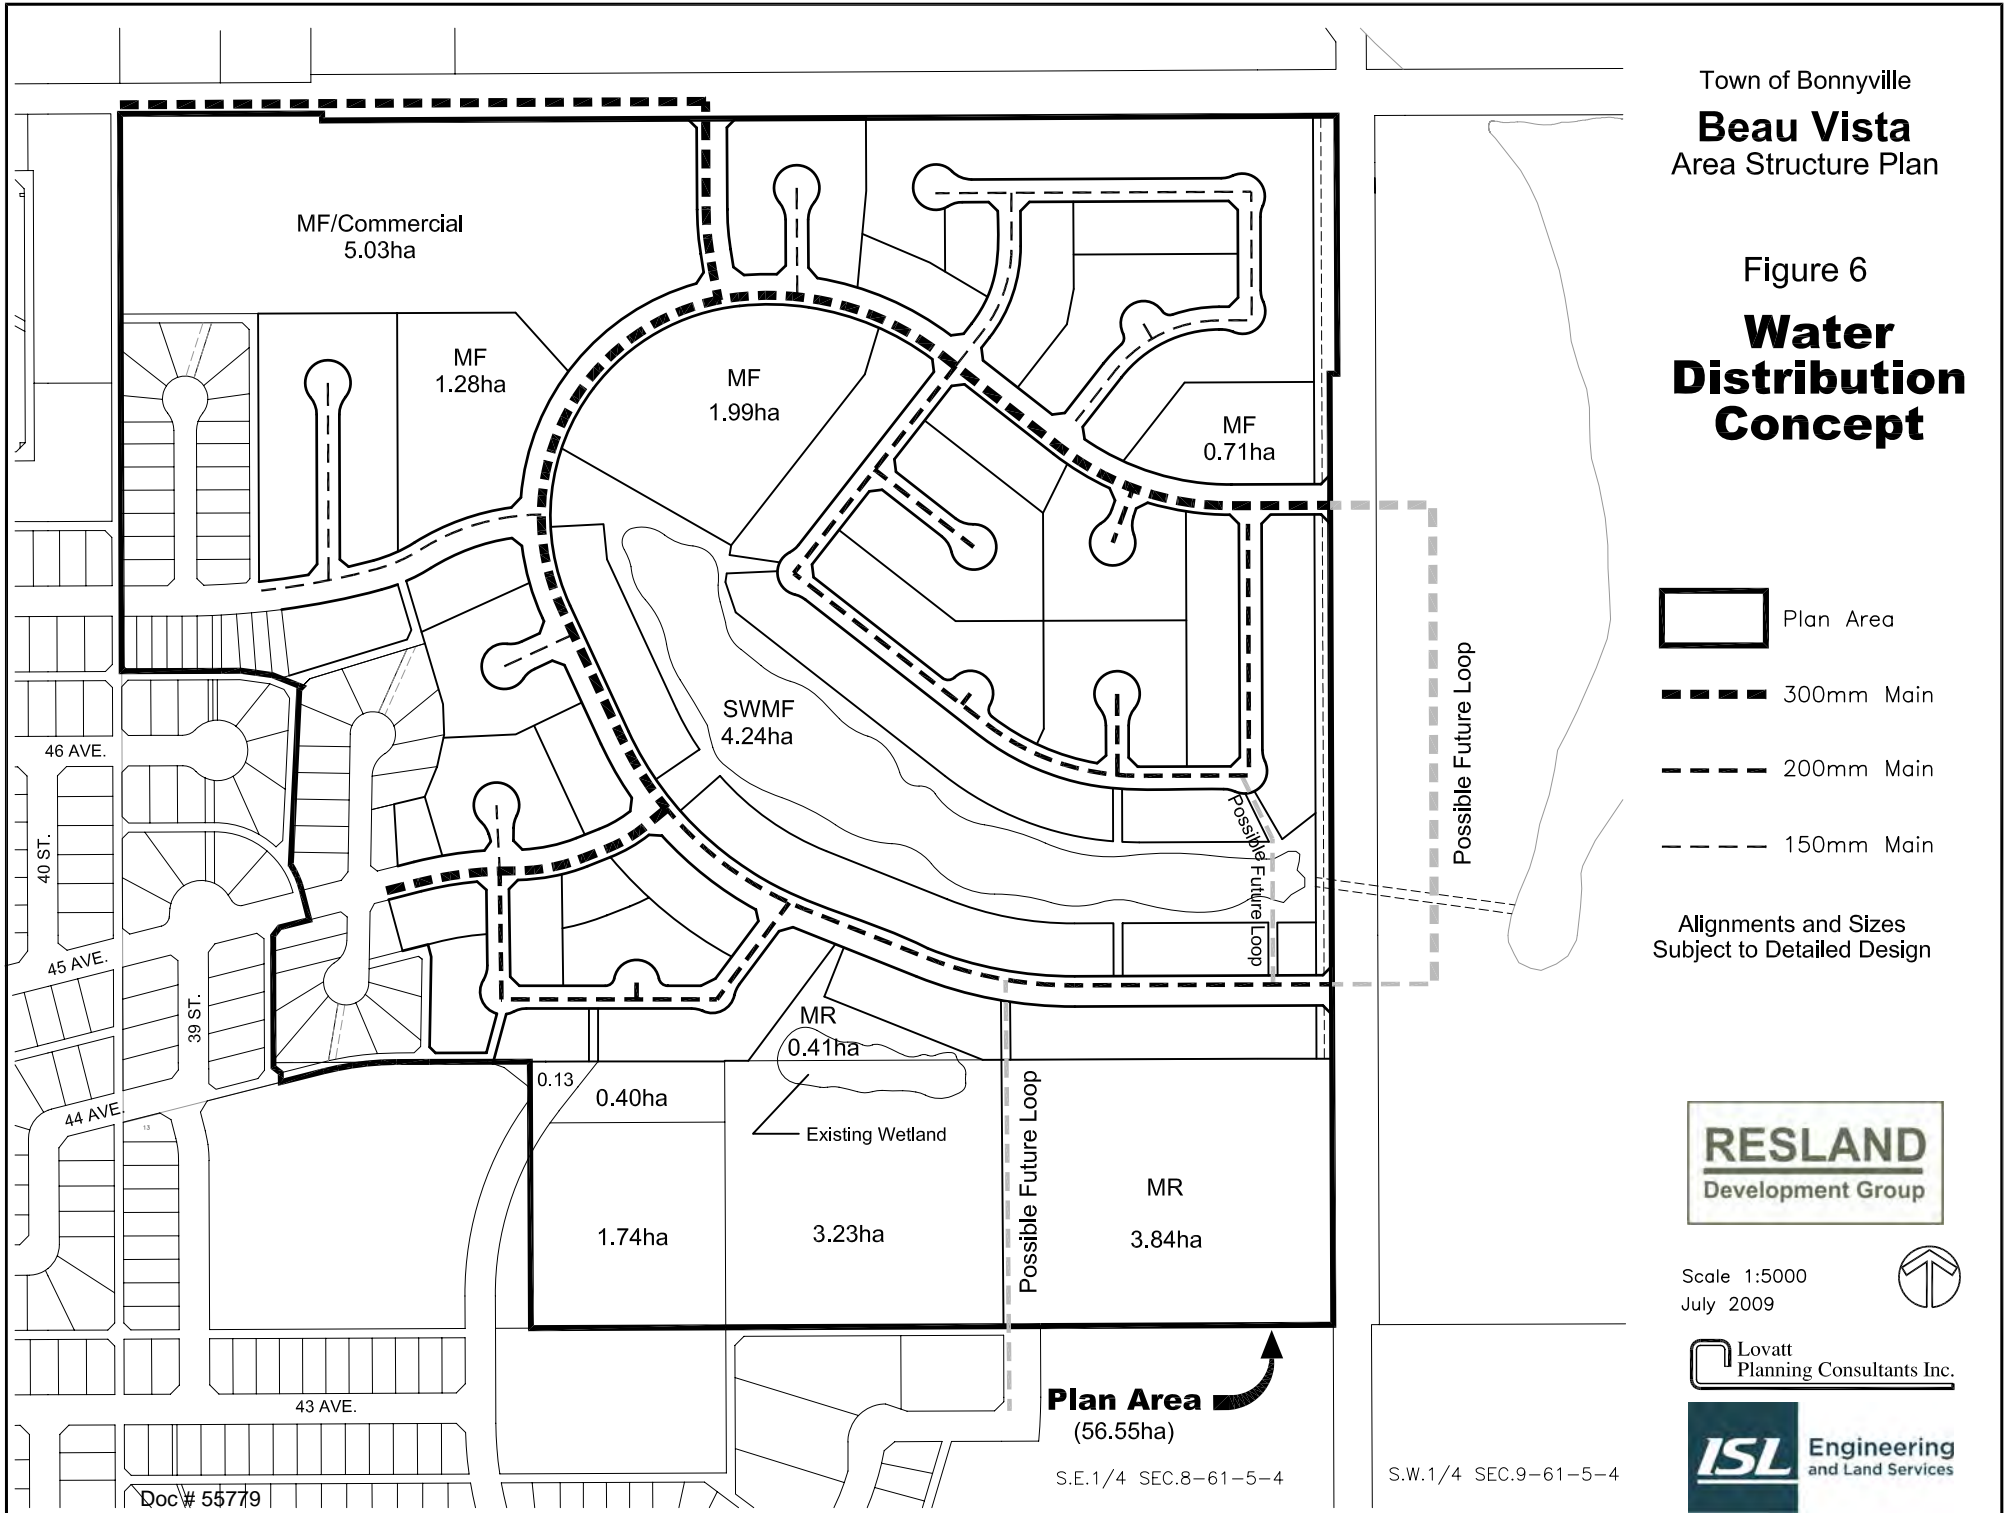 Town of Bonnyville
Beau Vista
Area Structure Plan
Figure 6
Water
Distribution
Concept
Plan Area
300mm Main
200mm Main
150mm Main
Alignments and Sizes
Subject to Detailed Design
RESLAND
Development Group
Scale 1:5000
July 2009
Lovatt
Planning Consultants Inc.
ISL Engineering
and Land Services
MF/Commercial
5.03ha
MF
1.28ha
MF
1.99ha
MF
0.71ha
SWMF
4.24ha
Possible Future Loop
Possible Future Loop
46 AVE.
40 ST.
45 AVE.
39 ST.
44 AVE.
13
MR
0.41ha
0.13
0.40ha
Existing Wetland
1.74ha
3.23ha
Possible Future Loop
MR
3.84ha
43 AVE.
Plan Area
(56.55ha)
S.E.1/4 SEC.8-61-5-4
S.W.1/4 SEC.9-61-5-4
Doc # 55779